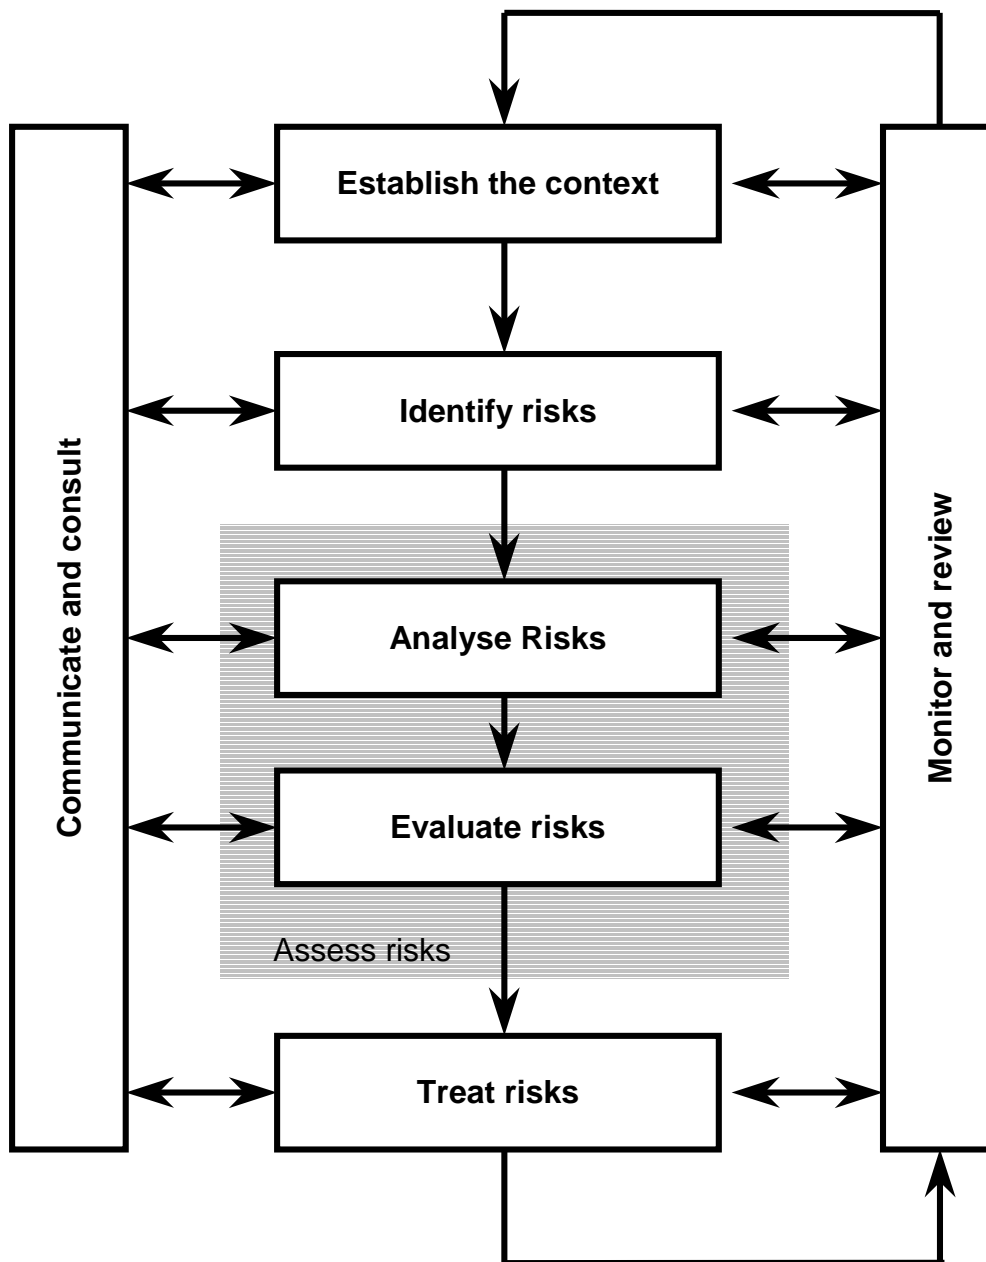 Establish the context
Identify risks
Analyse Risks
Evaluate risks
Assess risks
Treat risks
Communicate and consult
Monitor and review